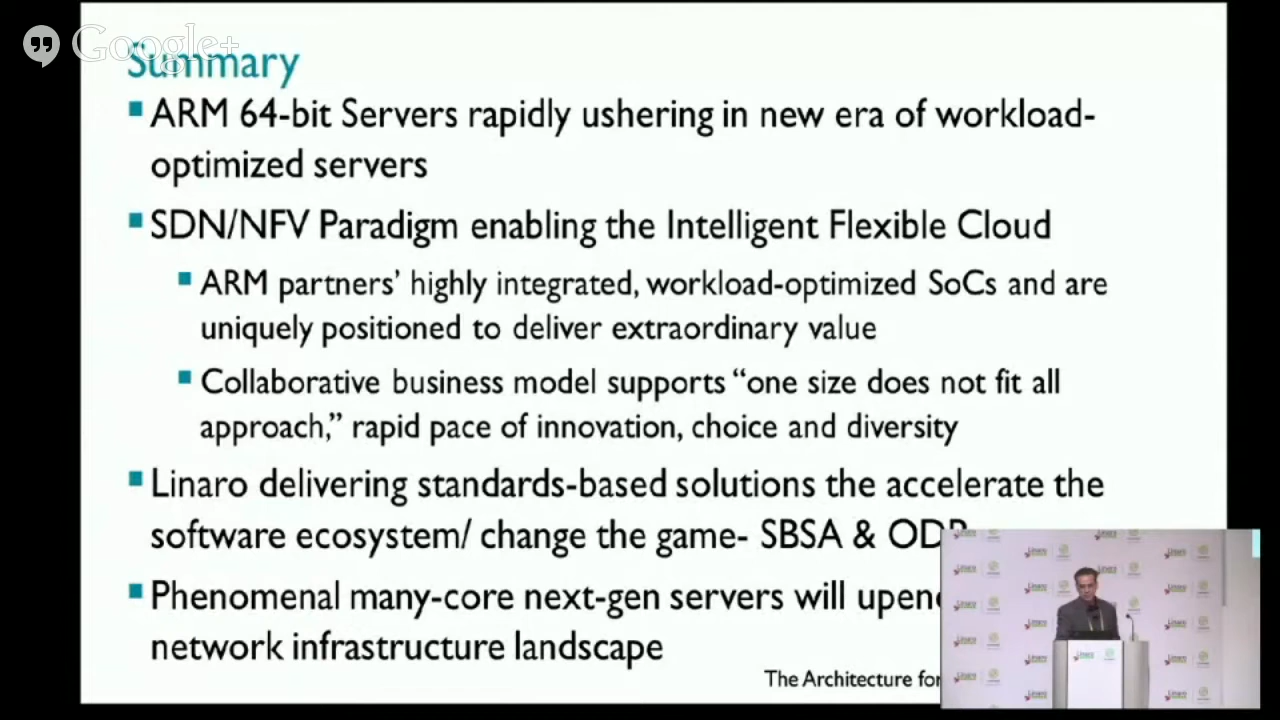 Google+
Summary
ARM 64-bit Servers rapidly ushering in new era of workload-
optimized servers
SDN/NFV Paradigm enabling the Intelligent Flexible Cloud
ARM partners' highly integrated, workload-optimized SoCs and are
uniquely positioned to deliver extraordinary value
Collaborative business model supports “one size does not fit all
approach,” rapid pace of innovation, choice and diversity
Linaro delivering standards-based solutions the accelerate the
software ecosystem/ change the game- SBSA & ODP
Phenomenal many-core next-gen servers will
network infrastructure landscape
The Architecture for
Linaro